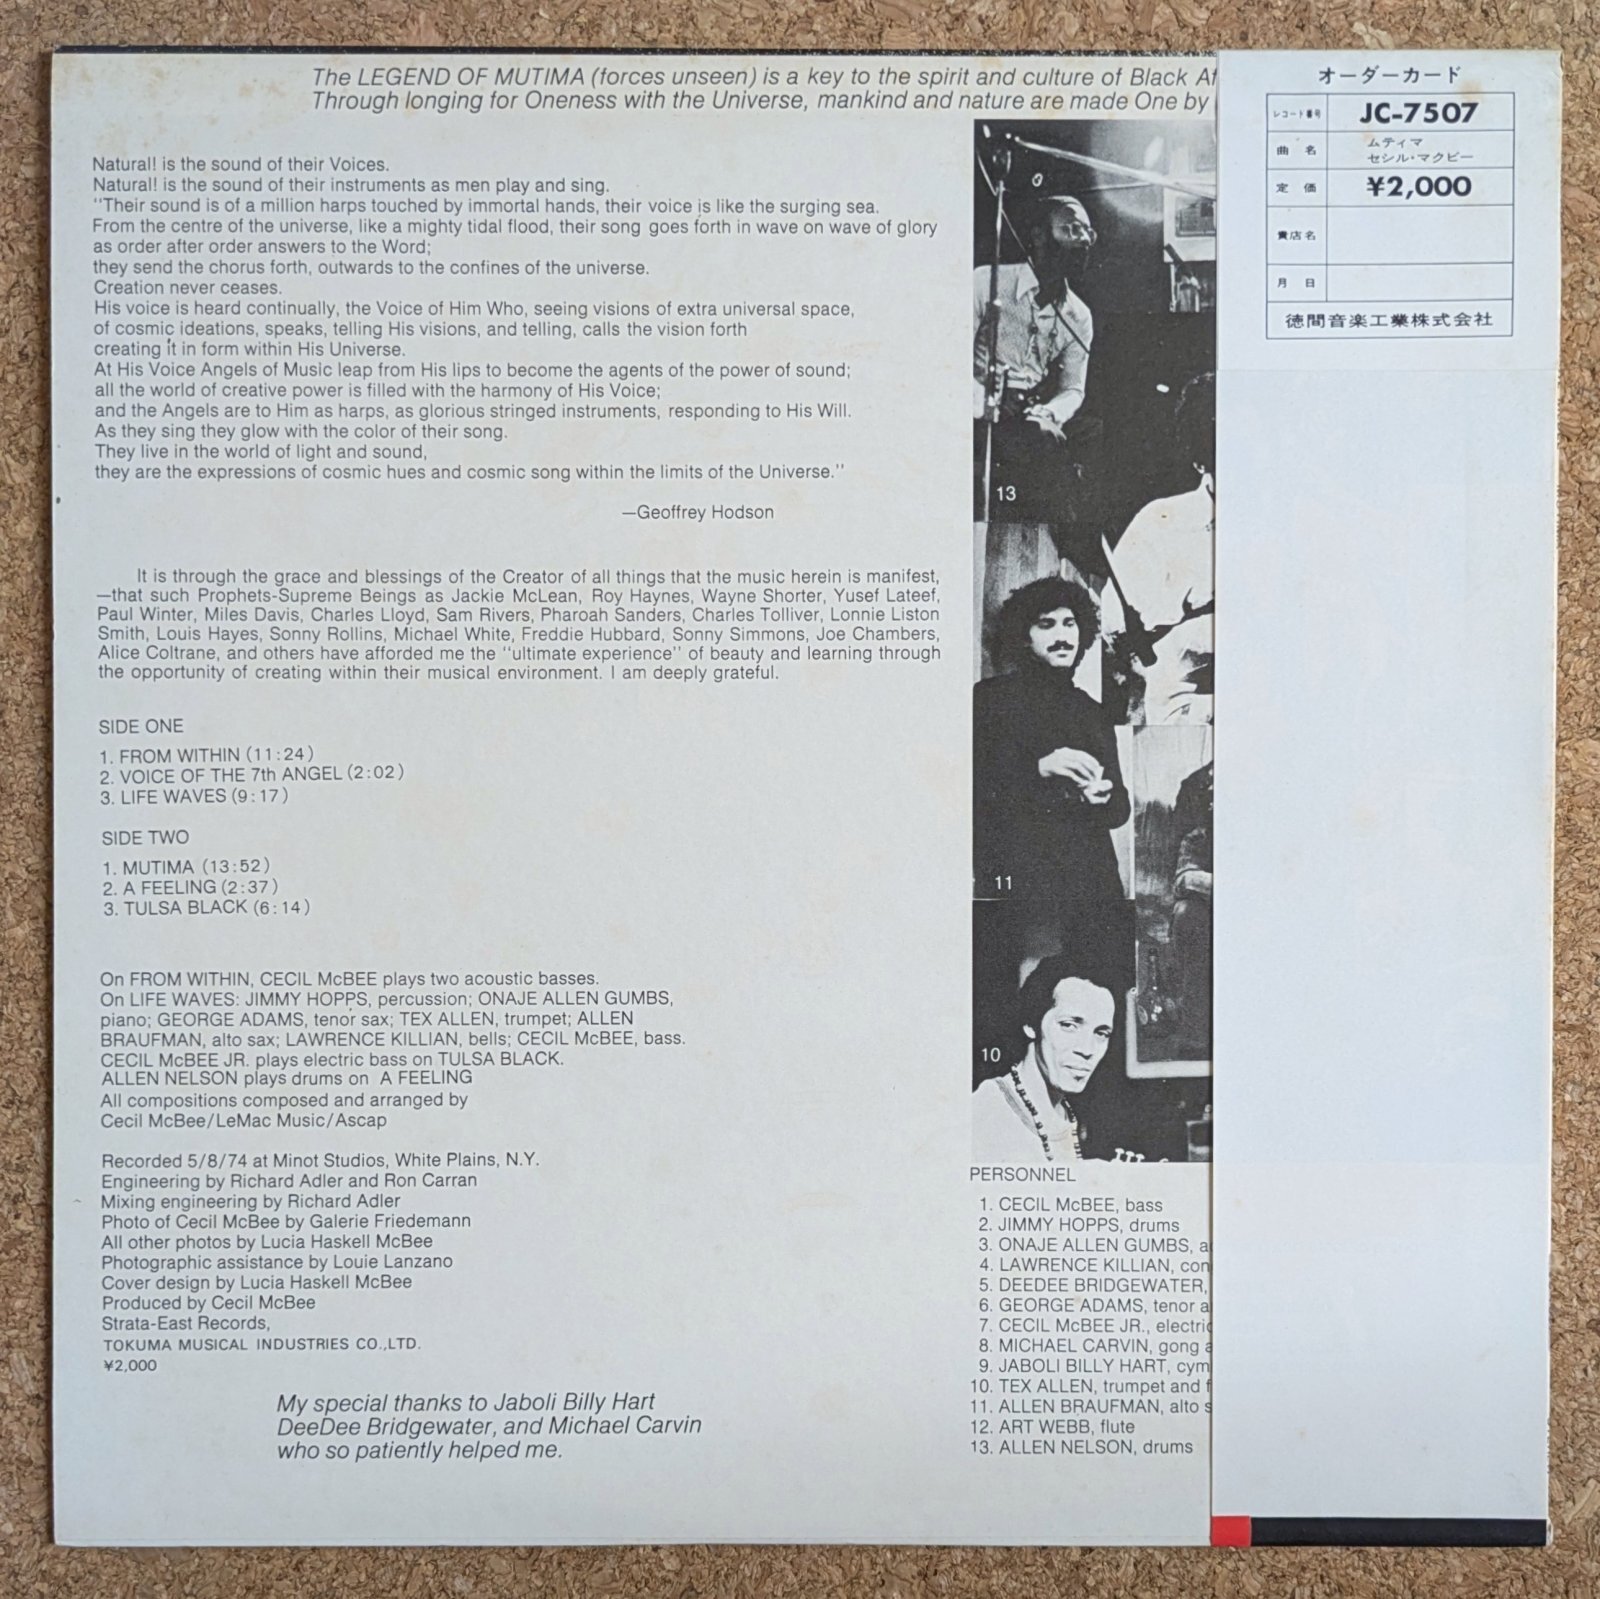 The LEGEND OF MUTIMA (forces unseen) is a key to the spirit and culture of Black
Through longing for Oneness with the Universe, mankind and nature are made One by
Natural! is the sound of their Voices.
Natural! is the sound of their instruments as men play and sing.
"Their sound is of a million harps touched by immortal hands, their voice is like the surging sea.
From the centre of the universe, like a mighty tidal flood, their song goes forth in wave on wave of glory
as order after order answers to the Word;
they send the chorus forth, outwards to the confines of the universe.
Creation never ceases.
His voice is heard continually, the Voice of Him Who, seeing visions of extra universal space,
of cosmic ideations, speaks, telling His visions, and telling, calls the vision forth
creating it in form within His Universe.
At His Voice Angels of Music leap from His lips to become the agents of the power of sound;
all the world of creative power is filled with the harmony of His Voice;
and the Angels are to Him as harps, as glorious stringed instruments, responding to His Will.
As they sing they glow with the color of their song.
They live in the world of light and sound,
they are the expressions of cosmic hues and cosmic song within the limits of the Universe."
—Geoffrey Hodson
It is through the grace and blessings of the Creator of all things that the music herein is manifest,
—that such Prophets-Supreme Beings as Jackie McLean, Roy Haynes, Wayne Shorter, Yusef Lateef,
Paul Winter, Miles Davis, Charles Lloyd, Sam Rivers, Pharoah Sanders, Charles Tolliver, Lonnie Liston
Smith, Louis Hayes, Sonny Rollins, Michael White, Freddie Hubbard, Sonny Simmons, Joe Chambers,
Alice Coltrane, and others have afforded me the "ultimate experience" of beauty and learning through
the opportunity of creating within their musical environment. I am deeply grateful.
SIDE ONE
1. FROM WITHIN (11:24)
2. VOICE OF THE 7th ANGEL (2:02)
3. LIFE WAVES (9:17)
SIDE TWO
1. MUTIMA (13:52)
2. A FEELING (2:37)
3. TULSA BLACK (6:14)
On FROM WITHIN, CECIL McBEE plays two acoustic basses.
On LIFE WAVES: JIMMY HOPPS, percussion; ONAJE ALLEN GUMBS,
piano; GEORGE ADAMS, tenor sax; TEX ALLEN, trumpet; ALLEN
BRAUFMAN, alto sax; LAWRENCE KILLIAN, bells; CECIL McBEE, bass.
CECIL McBEE JR. plays electric bass on TULSA BLACK.
ALLEN NELSON plays drums on A FEELING
All compositions composed and arranged by
Cecil McBee/LeMac Music/Ascap
Recorded 5/8/74 at Minot Studios, White Plains, N.Y.
Engineering by Richard Adler and Ron Carran
Mixing engineering by Richard Adler
Photo of Cecil McBee by Galerie Friedemann
All other photos by Lucia Haskell McBee
Photographic assistance by Louie Lanzano
Cover design by Lucia Haskell McBee
Produced by Cecil McBee
Strata-East Records,
TOKUMA MUSICAL INDUSTRIES CO.,LTD.
¥2,000
My special thanks to Jaboli Billy Hart
DeeDee Bridgewater, and Michael Carvin
who so patiently helped me.
13
11
10
PERSONNEL
1. CECIL McBEE, bass
2. JIMMY HOPPS, drums
3. ONAJE ALLEN GUMBS,
4. LAWRENCE KILLIAN,
5. DEEDEE BRIDGEWATER,
6. GEORGE ADAMS, tenor
7. CECIL McBEE JR.,
8. MICHAEL CARVIN, gong
9. JABOLI BILLY HART,
10. TEX ALLEN, trumpet and
11. ALLEN BRAUFMAN, alto
12. ART WEBB, flute
13. ALLEN NELSON, drums
オーダーカード
レコード番号 JC-7507
曲名 ムティマ
セシル・マクビー
定価 ¥2,000
貴店名
月日
徳間音楽工業株式会社